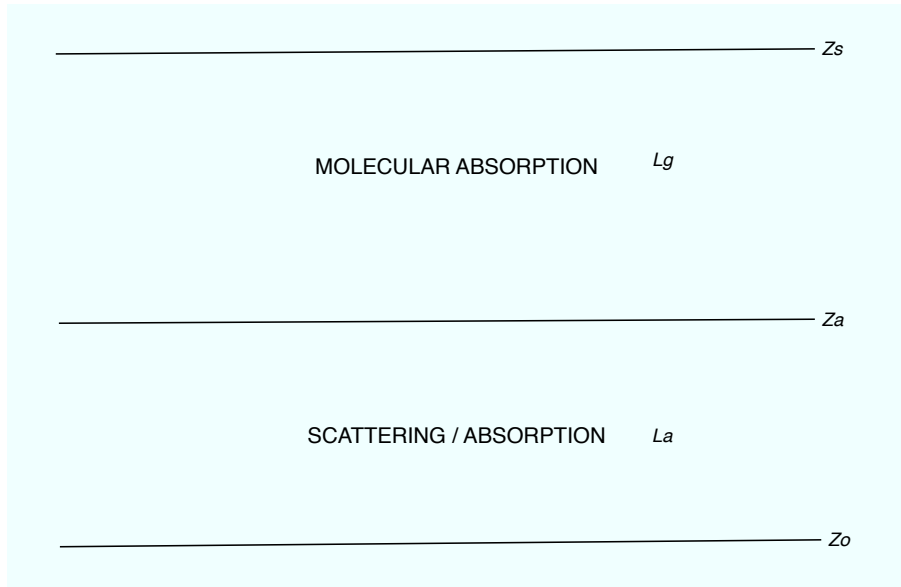 Zs
MOLECULAR ABSORPTION Lg
Za
SCATTERING / ABSORPTION La
Zo